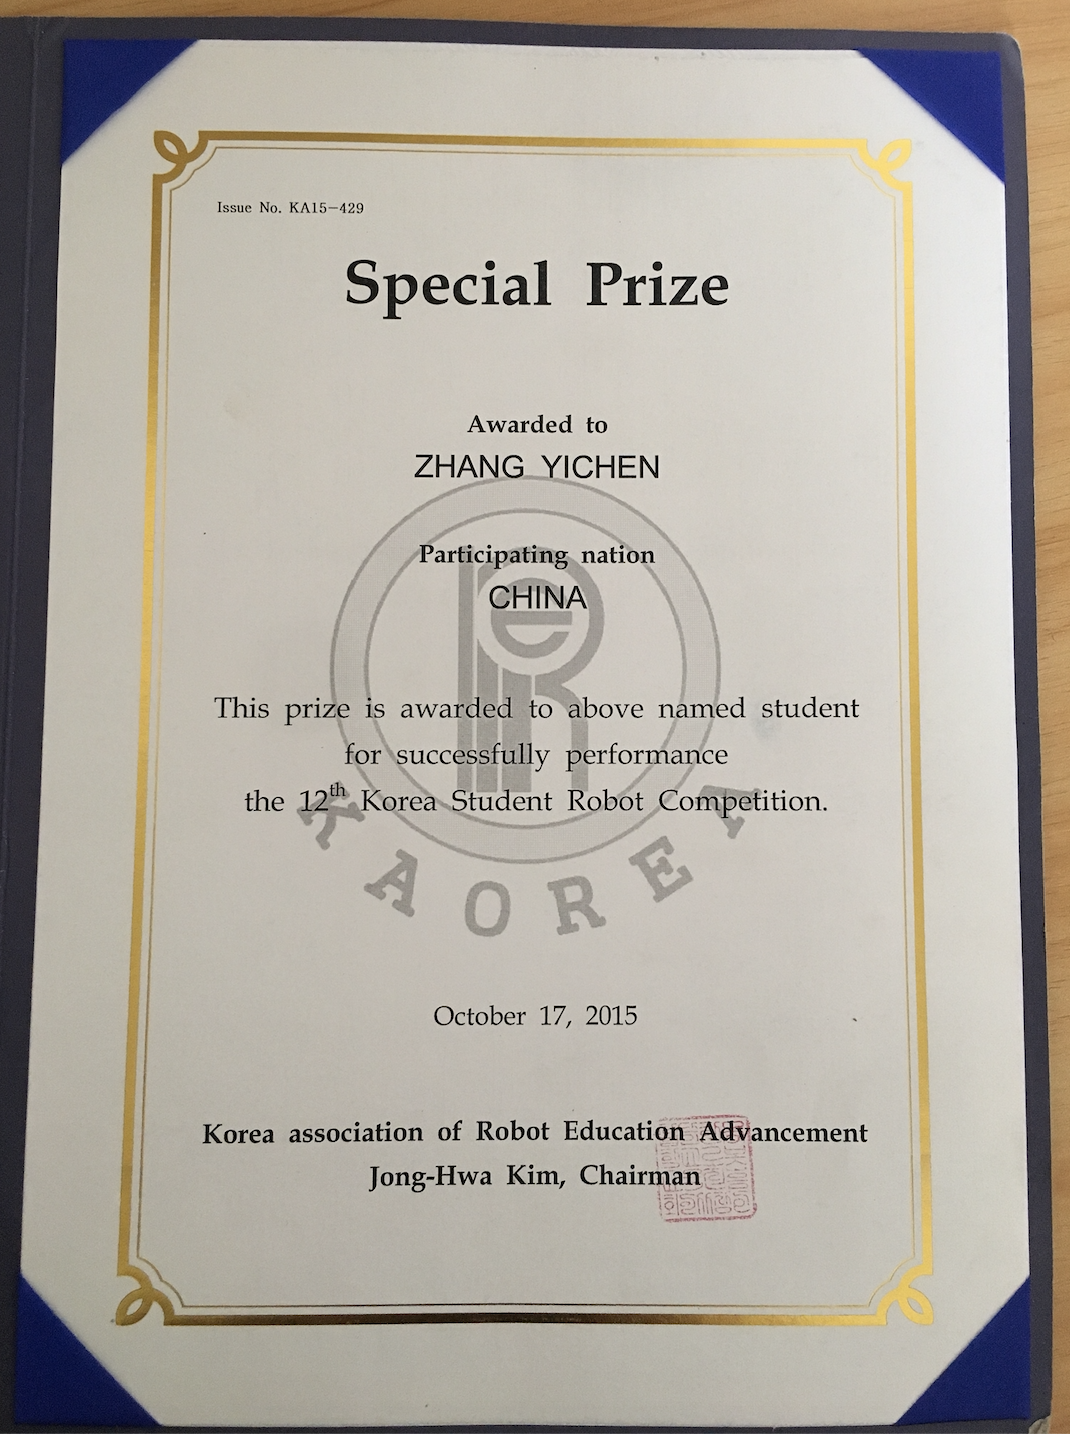 Issue No. KA15-429
Special Prize
Awarded to
ZHANG YICHEN
Participating nation
CHINA
This prize is awarded to above named student
for successfully performance
the 12th Korea Student Robot Competition.
KAOREA
October 17, 2015
Korea association of Robot Education Advancement
Jong-Hwa Kim, Chairman